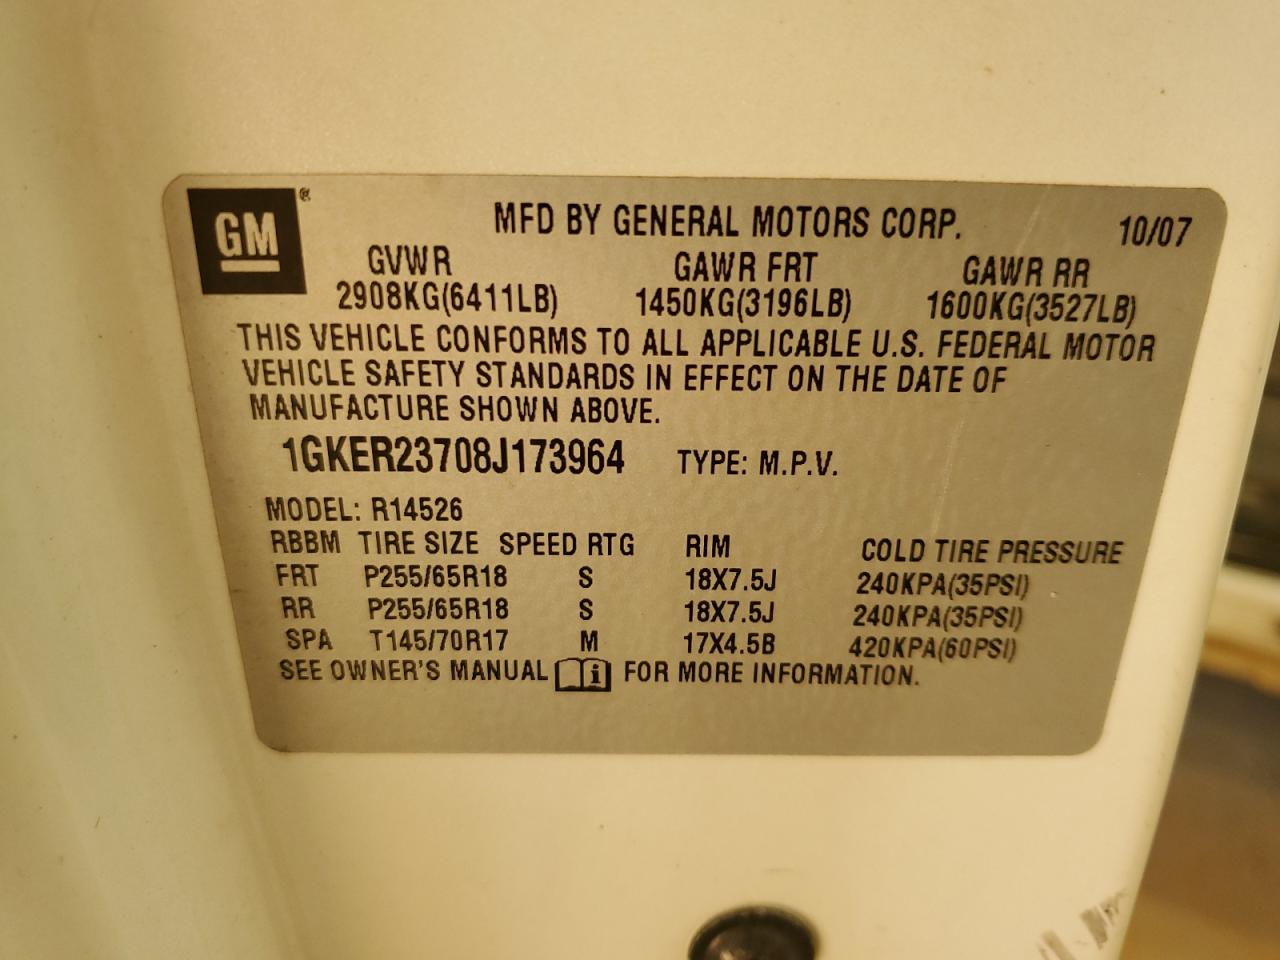 GM ®
MFD BY GENERAL MOTORS CORP. 10/07
GVWR GAWR FRT GAWR RR
2908KG(6411LB) 1450KG(3196LB) 1600KG(3527LB)
THIS VEHICLE CONFORMS TO ALL APPLICABLE U.S. FEDERAL MOTOR
VEHICLE SAFETY STANDARDS IN EFFECT ON THE DATE OF
MANUFACTURE SHOWN ABOVE.
1GKER23708J173964 TYPE: M.P.V.
MODEL: R14526
RBBM TIRE SIZE SPEED RTG RIM COLD TIRE PRESSURE
FRT P255/65R18 S 18X7.5J 240KPA(35PSI)
RR P255/65R18 S 18X7.5J 240KPA(35PSI)
SPA T145/70R17 M 17X4.5B 420KPA(60PSI)
SEE OWNER'S MANUAL i FOR MORE INFORMATION.